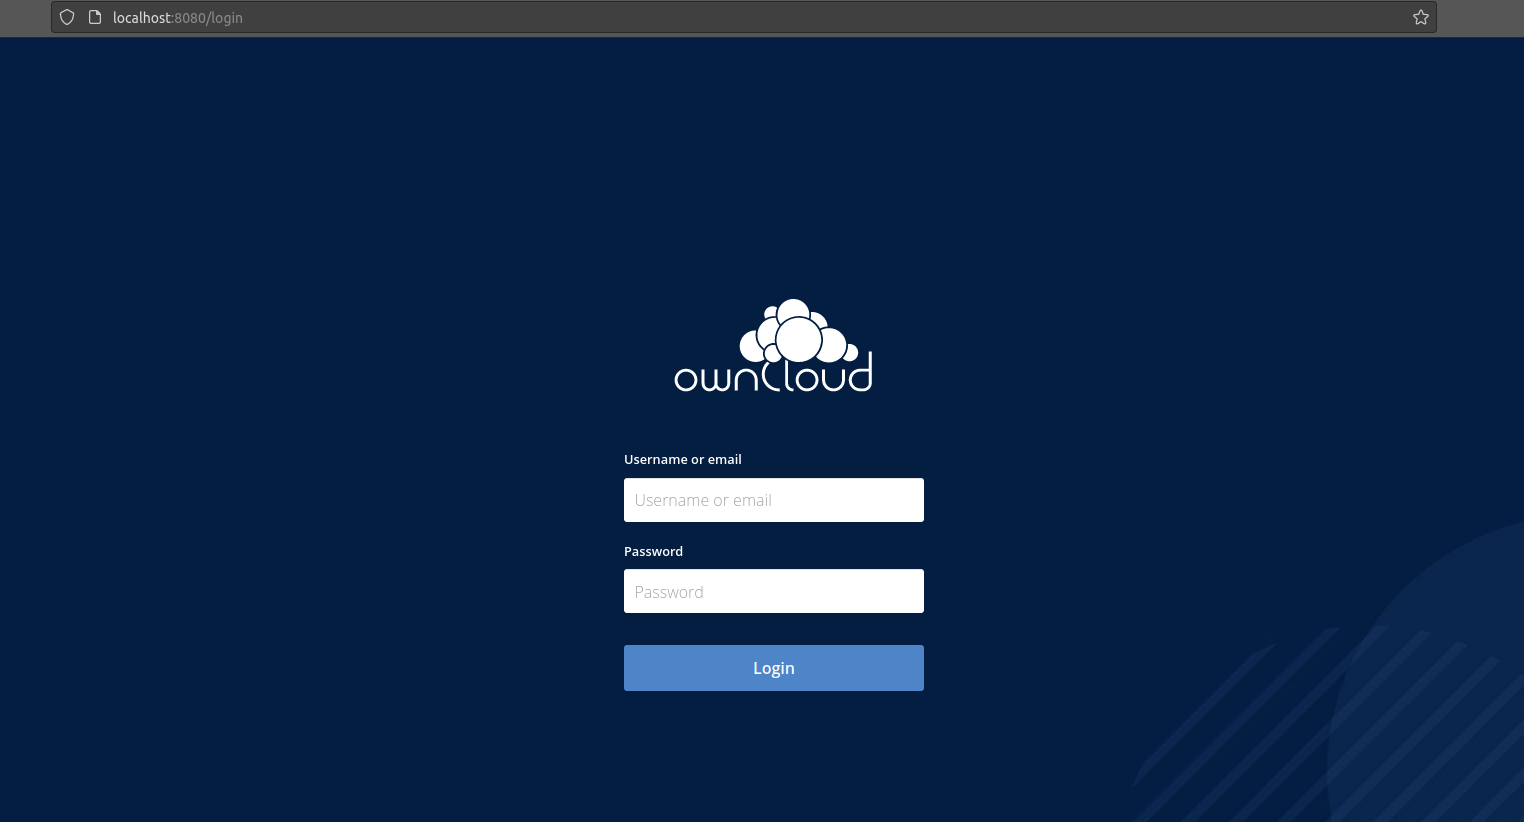 localhost:8080/login
ownCloud
Username or email
Username or email
Password
Password
Login